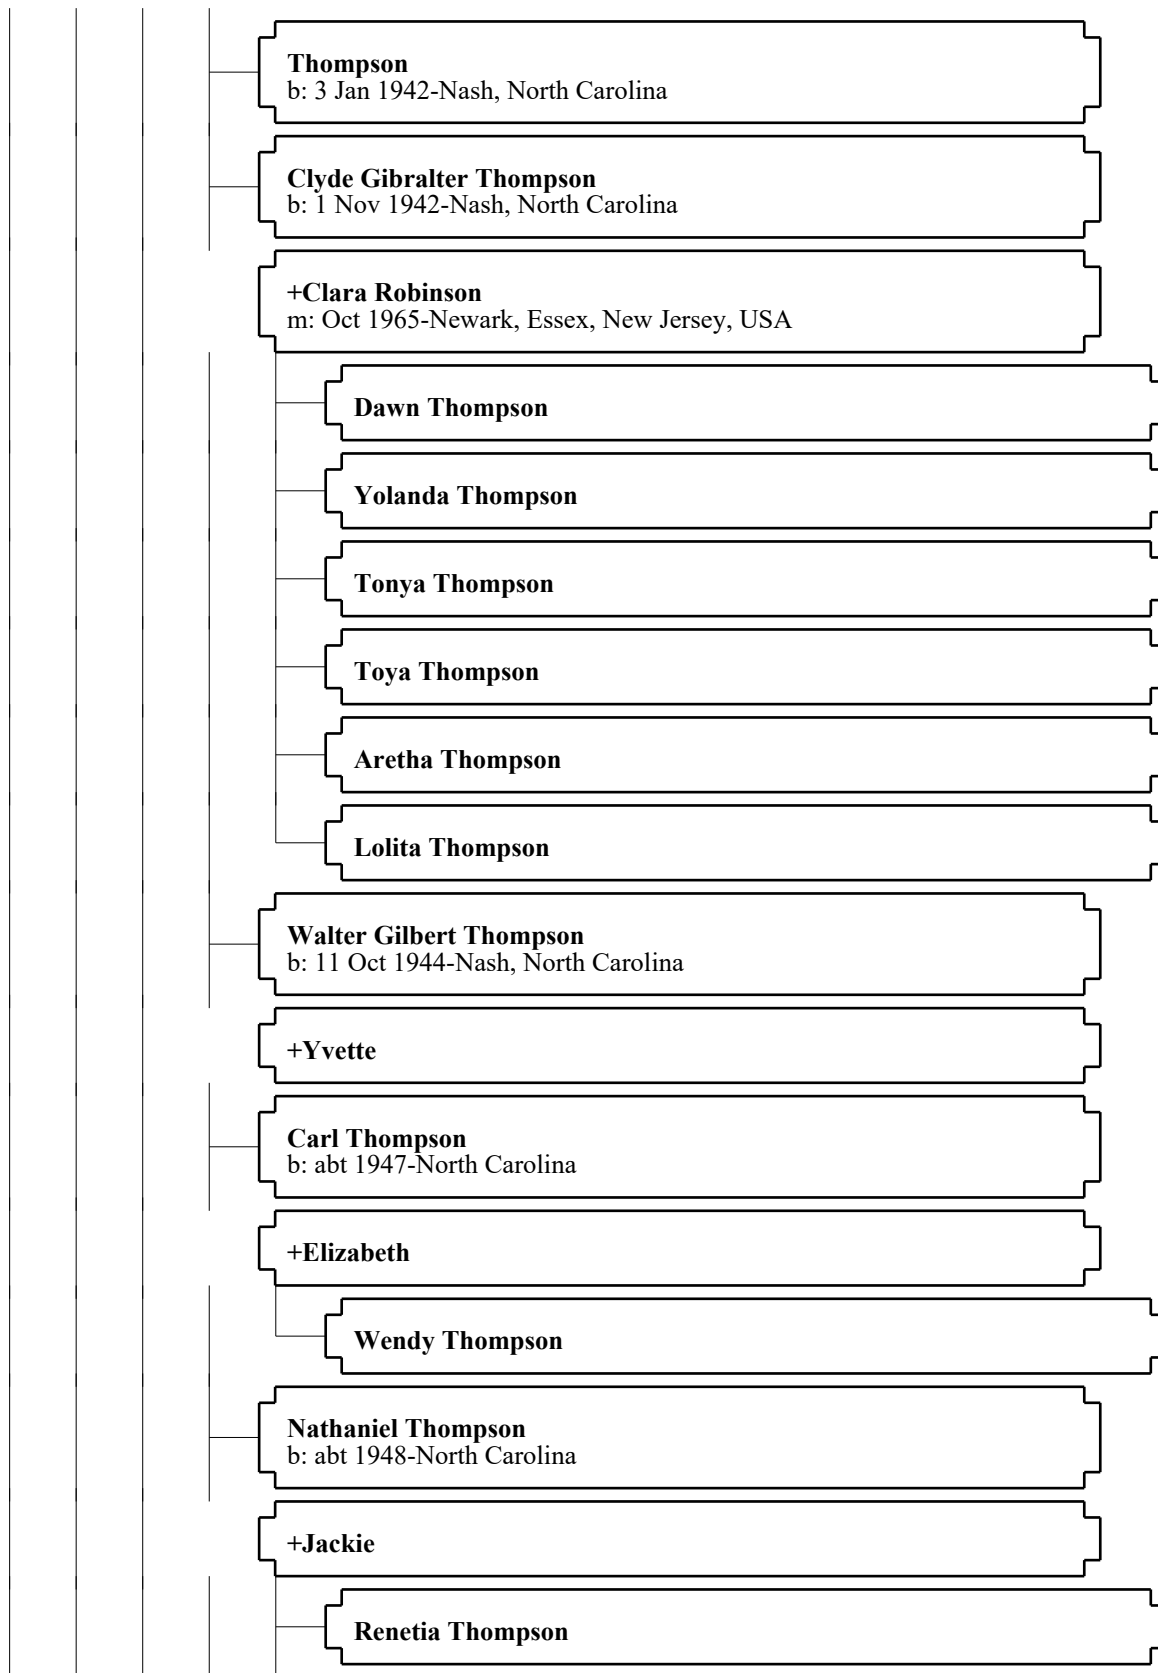 Thompson
b: 3 Jan 1942-Nash, North Carolina
Clyde Gibralter Thompson
b: 1 Nov 1942-Nash, North Carolina
+Clara Robinson
m: Oct 1965-Newark, Essex, New Jersey, USA
Dawn Thompson
Yolanda Thompson
Tonya Thompson
Toya Thompson
Aretha Thompson
Lolita Thompson
Walter Gilbert Thompson
b: 11 Oct 1944-Nash, North Carolina
+Yvette
Carl Thompson
b: abt 1947-North Carolina
+Elizabeth
Wendy Thompson
Nathaniel Thompson
b: abt 1948-North Carolina
+Jackie
Renetia Thompson